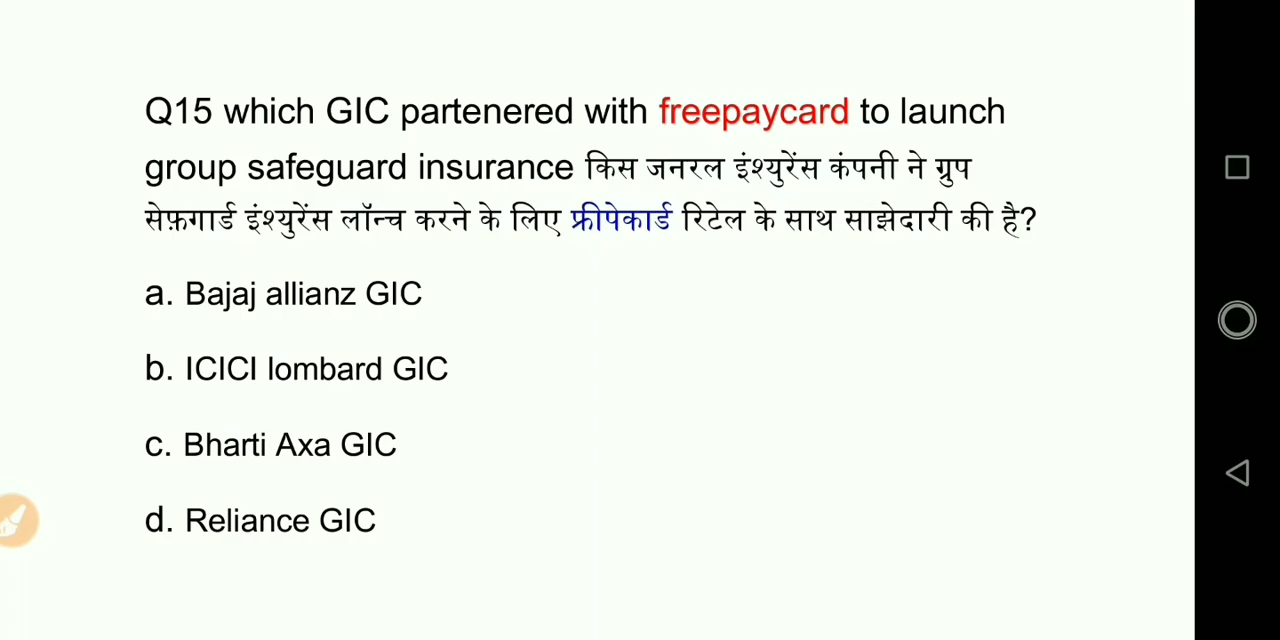 Q15 which GIC partenered with freepaycard to launch
group safeguard insurance किस जनरल इंश्युरेंस कंपनी ने ग्रुप
सेफ़गार्ड इंश्युरेंस लॉन्च करने के लिए फ्रीपेकार्ड रिटेल के साथ साझेदारी की है?
a. Bajaj allianz GIC
b. ICICI lombard GIC
c. Bharti Axa GIC
d. Reliance GIC